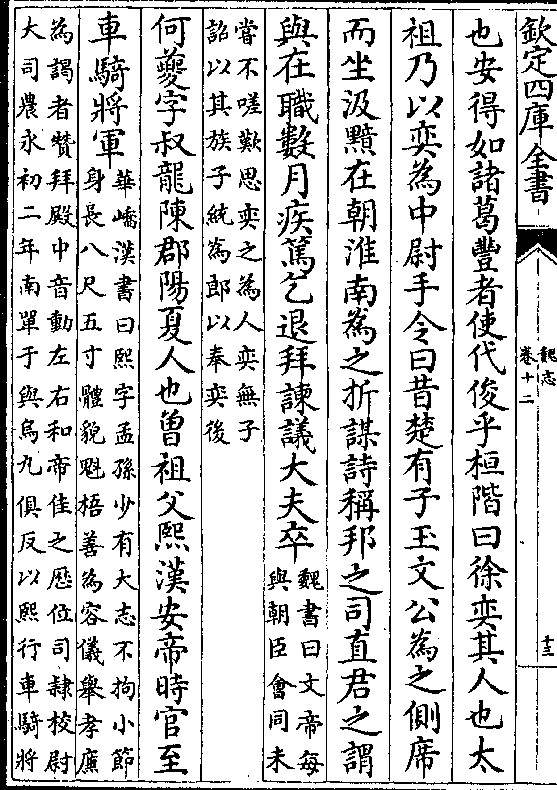 欽定四庫全書
魏志
卷十二
十三
也安得如諸葛豐者使代俊乎桓階曰徐奕其人也太
祖乃以奕為中尉手令曰昔楚有子玉文公為之側席
而坐汲黯在朝淮南為之折謀詩稱邦之司直君之謂
與在職數月疾篤乞退拜諫議大夫卒
魏書曰文帝每
與朝臣會同未
嘗不嗟歎思奕之為人奕無子
詔以其族子統為郎以奉奕後
何夔字叔龍陳郡陽夏人也曾祖父熙漢安帝時官至
車騎將軍
華嶠漢書曰熙字孟孫少有大志不拘小節
身長八尺五寸體貌魁梧善為容儀舉孝廉
為謁者贊拜殿中音動左右和帝佳之歴位司隸校尉
大司農永初二年南單于與烏丸俱反以熙行車騎將